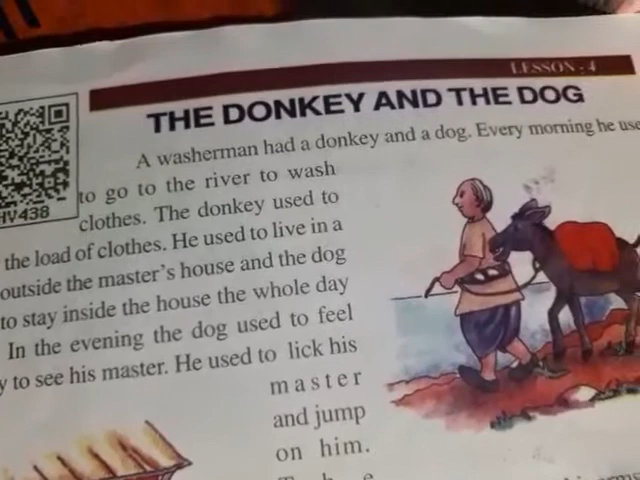 LESSON - 4
THE DONKEY AND THE DOG
HV438
A washerman had a donkey and a dog. Every morning he use
to go to the river to wash
clothes. The donkey used to
the load of clothes. He used to live in a
outside the master's house and the dog
to stay inside the house the whole day
In the evening the dog used to feel
y to see his master. He used to lick his
master
and jump
on him.